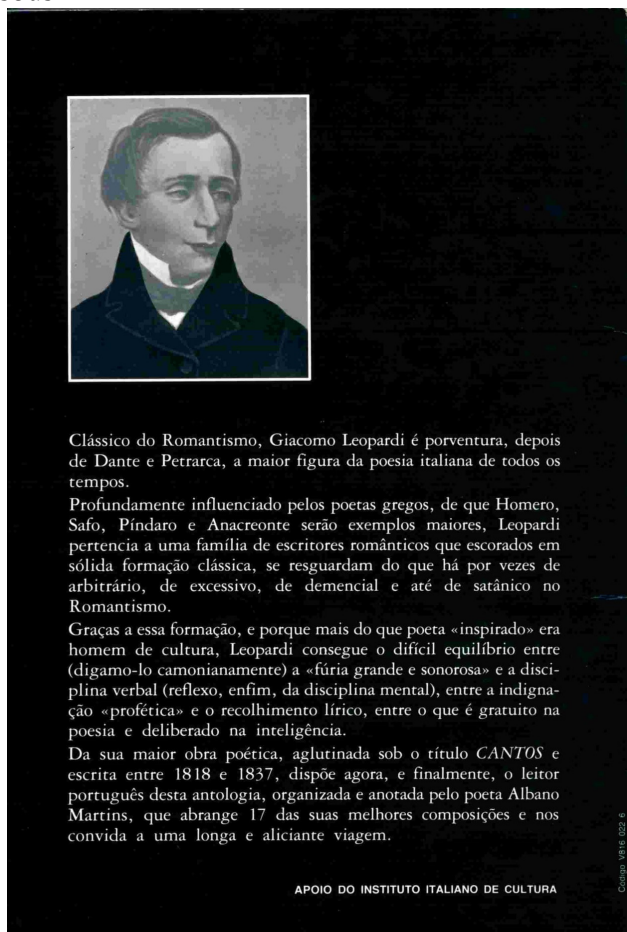 Clássico do Romantismo, Giacomo Leopardi é porventura, depois
de Dante e Petrarca, a maior figura da poesia italiana de todos os
tempos.
Profundamente influenciado pelos poetas gregos, de que Homero,
Safo, Píndaro e Anacreonte serão exemplos maiores, Leopardi
pertencia a uma família de escritores românticos que escorados em
sólida formação clássica, se resguardam do que há por vezes de
arbitrário, de excessivo, de demencial e até de satânico no
Romantismo.
Graças a essa formação, e porque mais do que poeta «inspirado» era
homem de cultura, Leopardi consegue o difícil equilíbrio entre
(digamo-lo camonianamente) a «fúria grande e sonorosa» e a disci-
plina verbal (reflexo, enfim, da disciplina mental), entre a indigna-
ção «profética» e o recolhimento lírico, entre o que é gratuito na
poesia e deliberado na inteligência.
Da sua maior obra poética, aglutinada sob o título CANTOS e
escrita entre 1818 e 1837, dispõe agora, e finalmente, o leitor
português desta antologia, organizada e anotada pelo poeta Albano
Martins, que abrange 17 das suas melhores composições e nos
convida a uma longa e aliciante viagem.
APOIO DO INSTITUTO ITALIANO DE CULTURA
Código V816 022 6